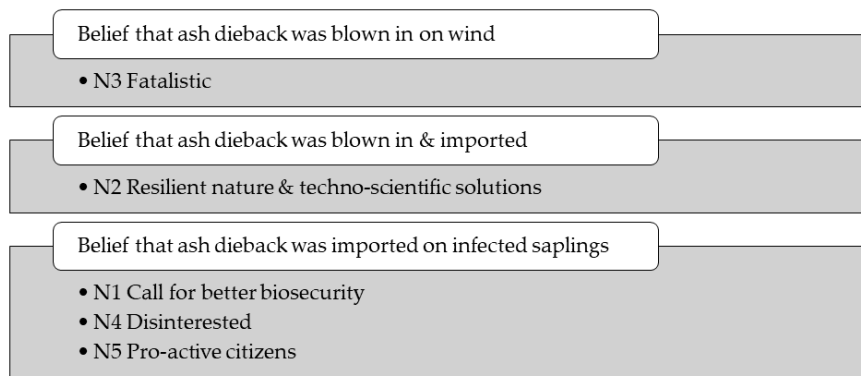 Belief that ash dieback was blown in on wind
• N3 Fatalistic
Belief that ash dieback was blown in & imported
• N2 Resilient nature & techno-scientific solutions
Belief that ash dieback was imported on infected saplings
• N1 Call for better biosecurity
• N4 Disinterested
• N5 Pro-active citizens